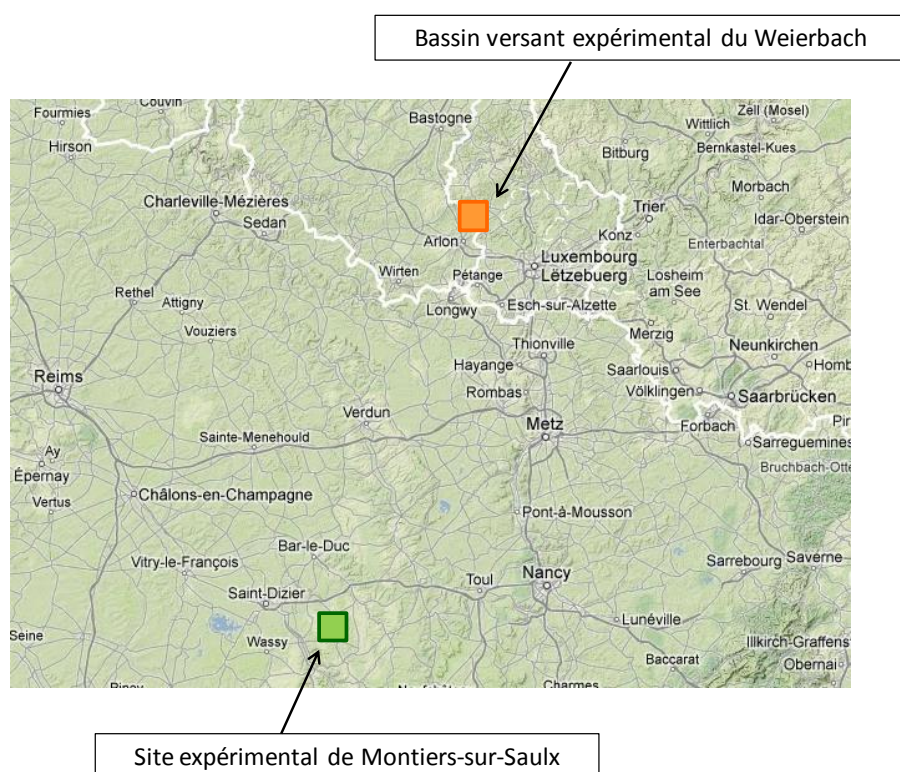 Bassin versant expérimental du Weierbach
Fourmies
Couvin
Bastogne
Zell (Mosel)
Wittlich
Hirson
Bitburg
Bernkastel-Kues
Charleville-Mézières
Morbach
Sedan
Trier
Idar-Oberstein
Arlon
Konz
Enterbachtal
Luxembourg
Lëtzebuerg
Wirten
Pétange
Losheim
am See
Rethel
Attigny
Longwy
Esch-sur-Alzette
St. Wendel
Vouziers
Merzig
Thionville
Neunkirchen
Hayange
Saarlouis
Homb
Reims
Rombas
Völklingen
Saarbrücken
Verdun
Forbach
Pir
Metz
Sainte-Menehould
Sarreguemines
Ay
Épernay
Bruchbach-Otte
Vertus
Châlons-en-Champagne
Pont-à-Mousson
Bar-le-Duc
Vitry-le-François
Sarrebourg
Saverne
Toul
Nancy
Saint-Dizier
Lunéville
Seine
Wassy
Illkirch-Graffens
Baccarat
Obernai
Charmes
Site expérimental de Montiers-sur-Saulx